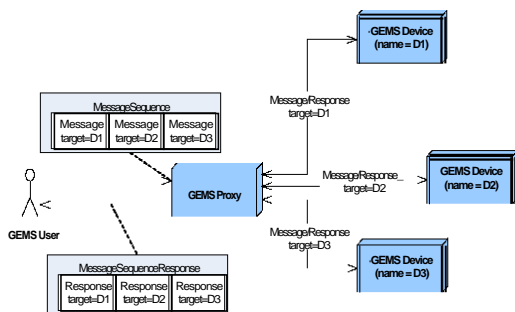 ·GEMS Device
(name = D1)
Message/Response
target=D1
MessageSequence
Message Message Message
target=D1 target=D2 target=D3
GEMS Proxy
Message/Response_
target=D2
GEMS Device
(name = D2)
GEMS User
Message/Response
target=D3
MessageSequenceResponse
Response Response Response
target=D1 target=D2 target=D3
·GEMS Device
(name = D3)